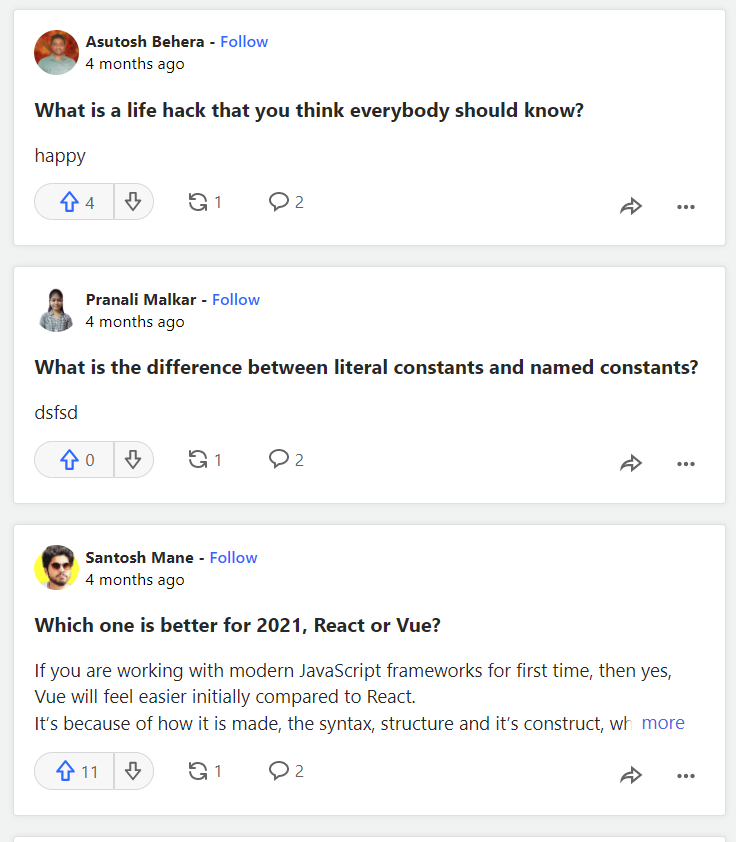 Asutosh Behera - Follow
4 months ago
What is a life hack that you think everybody should know?
happy
4 1 2
Pranali Malkar - Follow
4 months ago
What is the difference between literal constants and named constants?
dsfsd
0 1 2
Santosh Mane - Follow
4 months ago
Which one is better for 2021, React or Vue?
If you are working with modern JavaScript frameworks for first time, then yes,
Vue will feel easier initially compared to React.
It's because of how it is made, the syntax, structure and it's construct, wh more
11 1 2